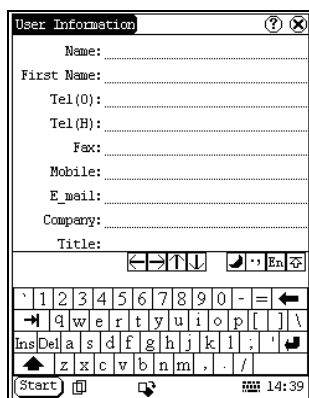 User Information
Name:
First Name:
Tel(O):
Tel(H):
Fax:
Mobile:
E_mail:
Company:
Title:
En
` 1 2 3 4 5 6 7 8 9 0 - =
q w e r t y u i o p [ ] \
Ins Del a s d f g h j k l ; '
z x c v b n m , . /
Start 14:39